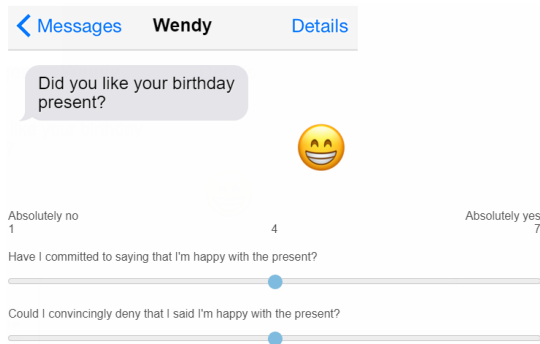 Messages Wendy Details
Did you like your birthday
present?
Absolutely no Absolutely yes
1 4 7
Have I committed to saying that I'm happy with the present?
Could I convincingly deny that I said I'm happy with the present?